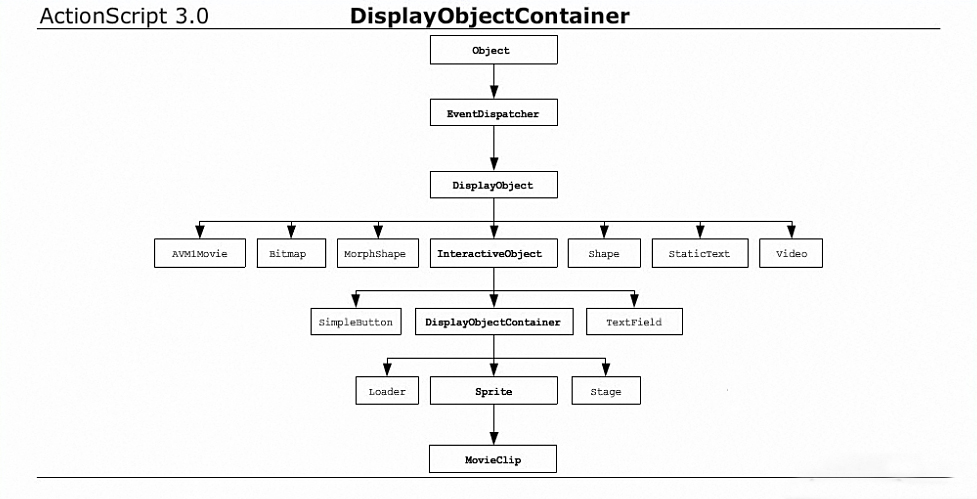 ActionScript 3.0 DisplayObjectContainer
Object
EventDispatcher
DisplayObject
AVM1Movie Bitmap MorphShape InteractiveObject Shape StaticText Video
SimpleButton DisplayObjectContainer TextField
Loader Sprite Stage
MovieClip